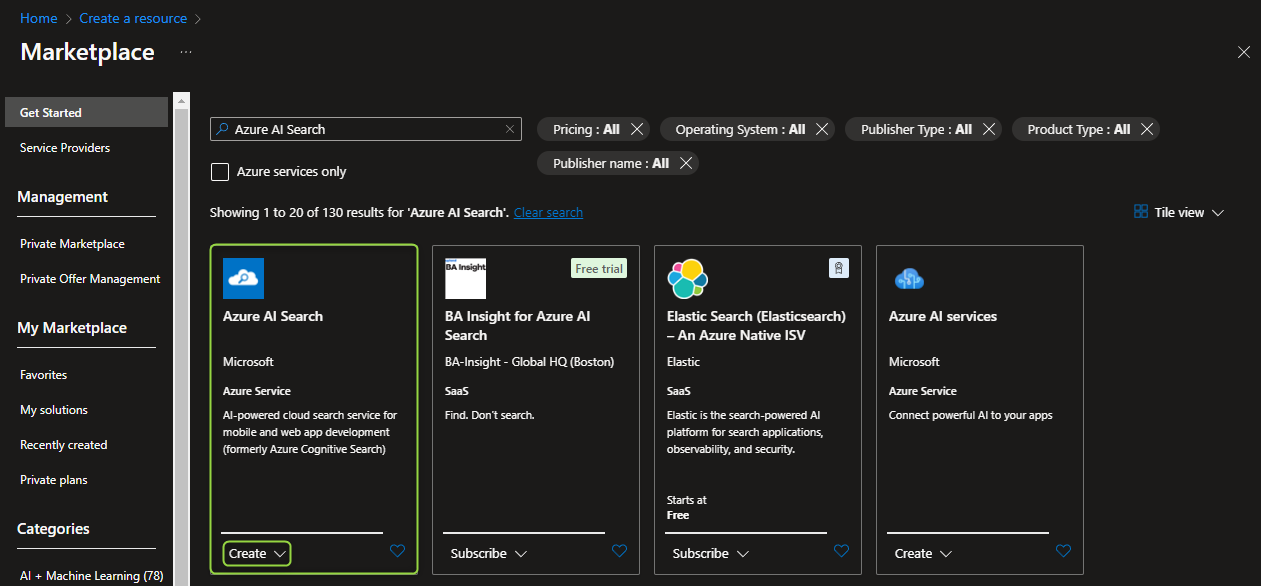 Home > Create a resource >
Marketplace ...
Get Started
Service Providers
Management
Private Marketplace
Private Offer Management
My Marketplace
Favorites
My solutions
Recently created
Private plans
Categories
AI + Machine Learning (78)
Azure AI Search
Pricing : All
Operating System : All
Publisher Type : All
Product Type : All
Publisher name : All
Azure services only
Showing 1 to 20 of 130 results for 'Azure AI Search'. Clear search
Tile view
Azure AI Search
Microsoft
Azure Service
AI-powered cloud search service for
mobile and web app development
(formerly Azure Cognitive Search)
Create
BA Insight
Free trial
BA Insight for Azure AI
Search
BA-Insight - Global HQ (Boston)
SaaS
Find. Don't search.
Subscribe
Elastic Search (Elasticsearch)
– An Azure Native ISV
Elastic
SaaS
Elastic is the search-powered AI
platform for search applications,
observability, and security.
Starts at
Free
Subscribe
Azure AI services
Microsoft
Azure Service
Connect powerful AI to your apps
Create